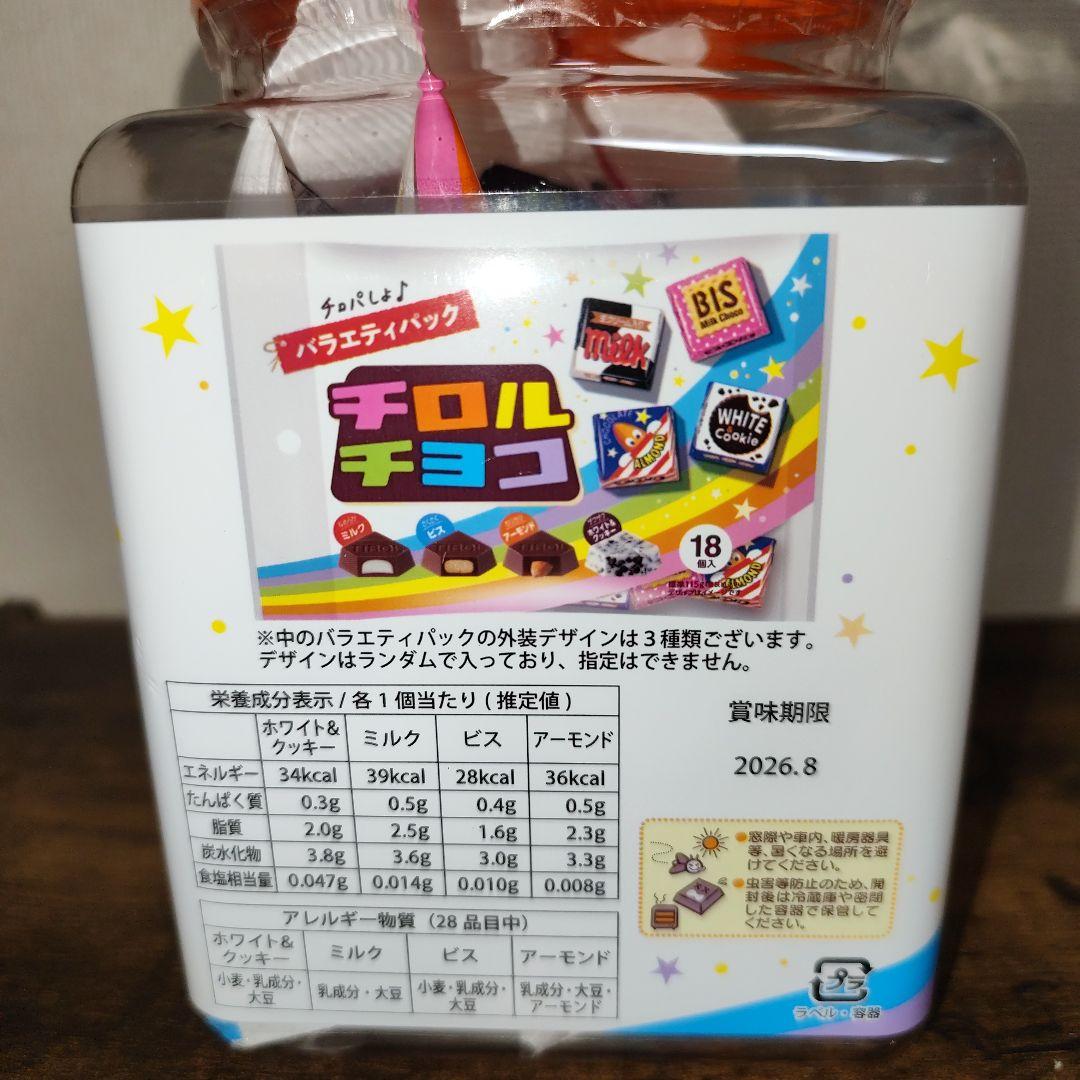 チロパしよ♪
バラエティパック
チロル
チョコ
milk
BIS
Milk Choco
CHOCOLATE
ALMOND
WHITE
&
Cookie
ミルク
ビス
アーモンド
ホワイト&
クッキー
18
個入
ALMOND
※中のバラエティパックの外装デザインは3種類ございます。
デザインはランダムで入っており、指定はできません。
栄養成分表示/各1個当たり(推定値)
ホワイト&クッキー ミルク ビス アーモンド
エネルギー 34kcal 39kcal 28kcal 36kcal
たんぱく質 0.3g 0.5g 0.4g 0.5g
脂質 2.0g 2.5g 1.6g 2.3g
炭水化物 3.8g 3.6g 3.0g 3.3g
食塩相当量 0.047g 0.014g 0.010g 0.008g
アレルギー物質(28品目中)
ホワイト&クッキー ミルク ビス アーモンド
小麦・乳成分・大豆 乳成分・大豆 小麦・乳成分・大豆 乳成分・大豆・アーモンド
賞味期限
2026.8
●窓際や車内、暖房器具
等、暑くなる場所を避
けてください。
●虫害等防止のため、開
封後は冷蔵庫や密閉
した容器で保管して
ください。
プラ
ラベル・容器